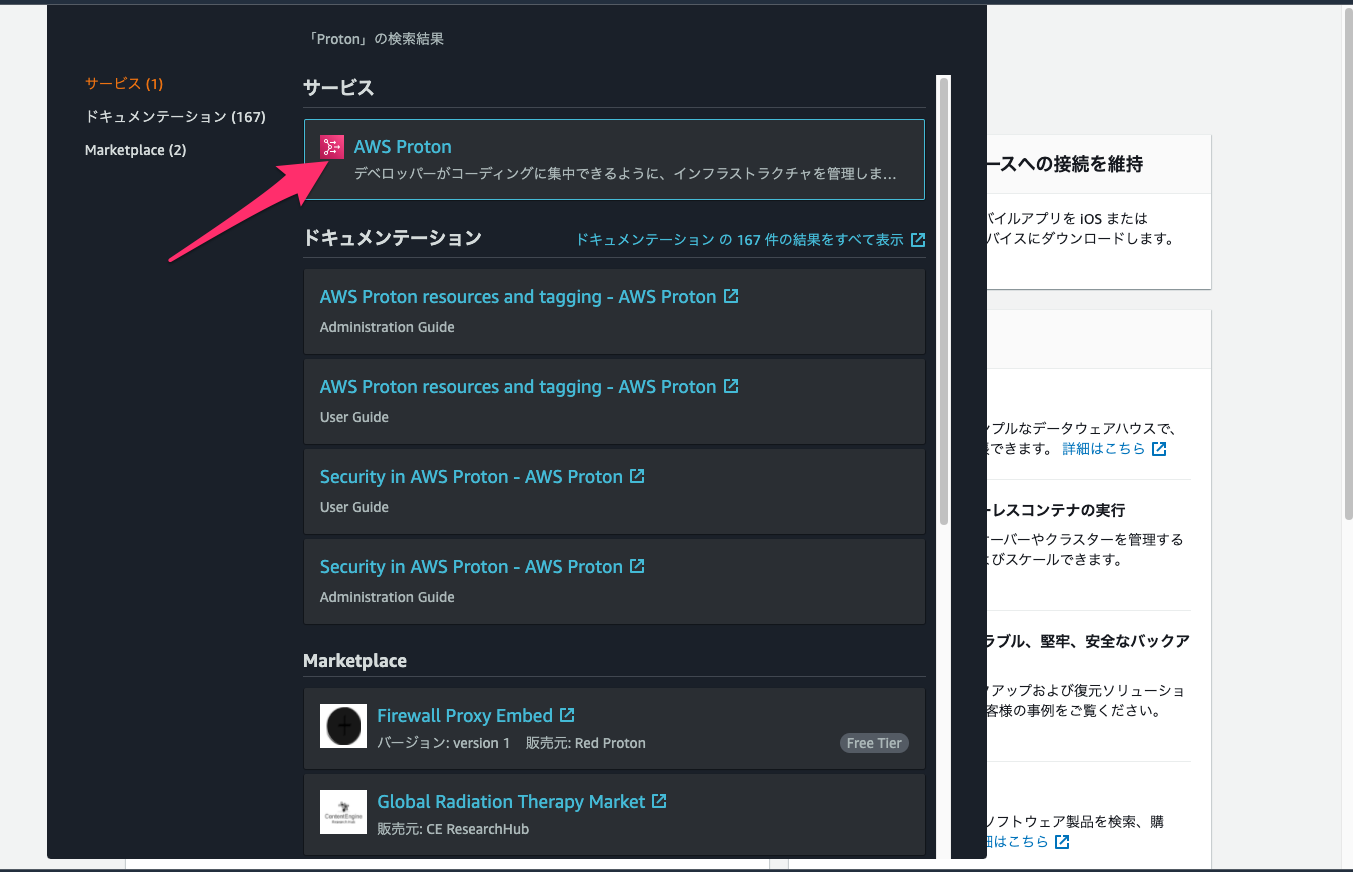 「Proton」の検索結果
サービス (1)
ドキュメンテーション (167)
Marketplace (2)
サービス
AWS Proton
デベロッパーがコーディングに集中できるように、インフラストラクチャを管理しま...
ドキュメンテーション
ドキュメンテーション の 167 件の結果をすべて表示
AWS Proton resources and tagging - AWS Proton
Administration Guide
AWS Proton resources and tagging - AWS Proton
User Guide
Security in AWS Proton - AWS Proton
User Guide
Security in AWS Proton - AWS Proton
Administration Guide
Marketplace
Firewall Proxy Embed
バージョン: version 1 販売元: Red Proton
Free Tier
Global Radiation Therapy Market
販売元: CE ResearchHub
ContentEngine
ースへの接続を維持
バイルアプリを iOS または
バイスにダウンロードします。
ンプルなデータウェアハウスで、
できます。 詳細はこちら
ーレスコンテナの実行
ーバーやクラスターを管理する
よびスケールできます。
ラブル、堅牢、安全なバックア
アップおよび復元ソリューショ
客様の事例をご覧ください。
ソフトウェア製品を検索、購
細はこちら